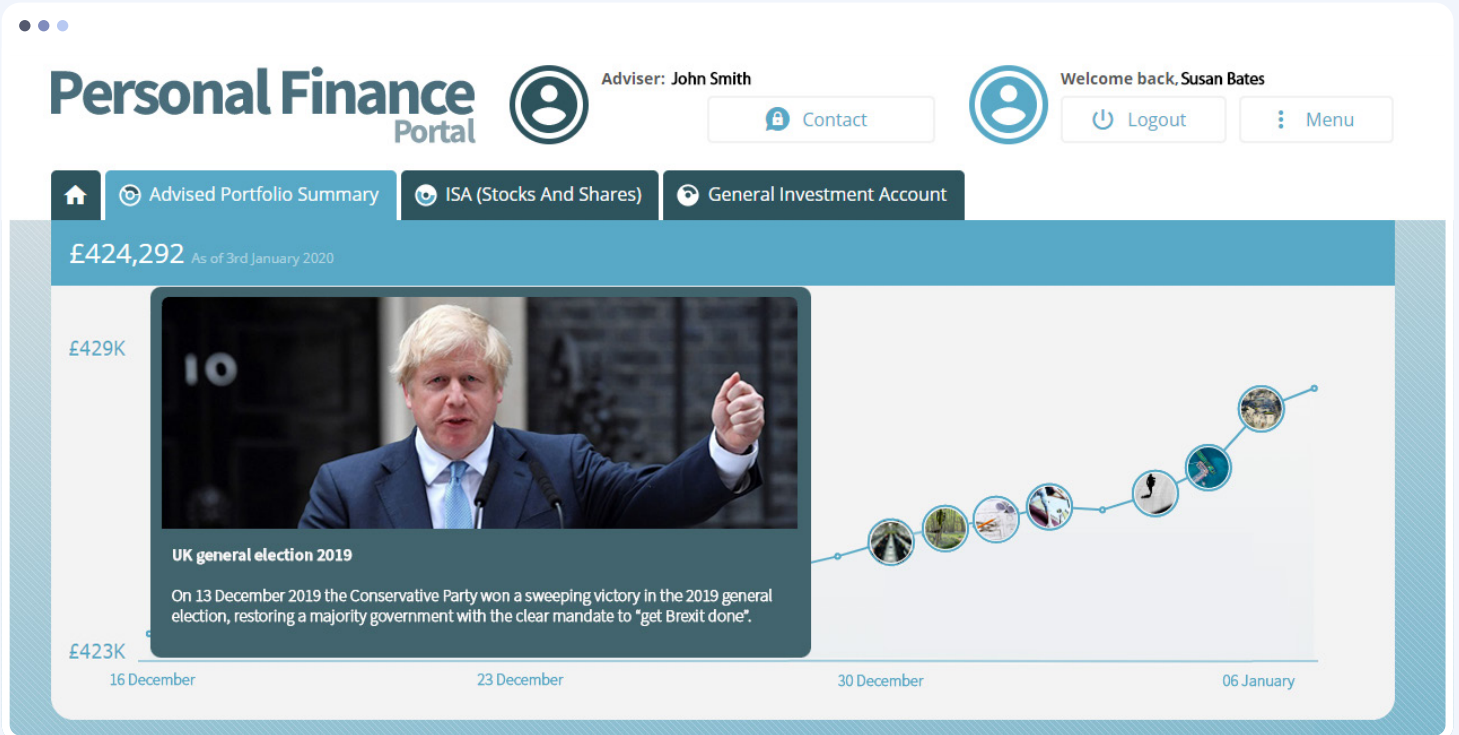 Personal Finance
Portal
Adviser: John Smith
Contact
Welcome back, Susan Bates
Logout
Menu
Advised Portfolio Summary
ISA (Stocks And Shares)
General Investment Account
£424,292 As of 3rd January 2020
£429K
10
UK general election 2019
On 13 December 2019 the Conservative Party won a sweeping victory in the 2019 general
election, restoring a majority government with the clear mandate to “get Brexit done”.
£423K
16 December
23 December
30 December
06 January